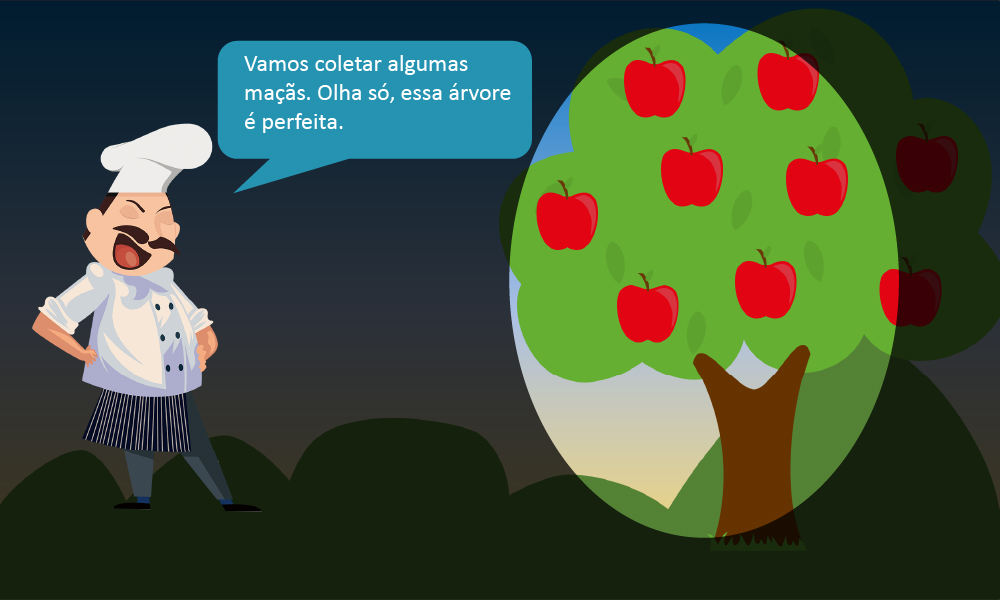 Vamos coletar algumas
maçãs. Olha só, essa árvore
é perfeita.